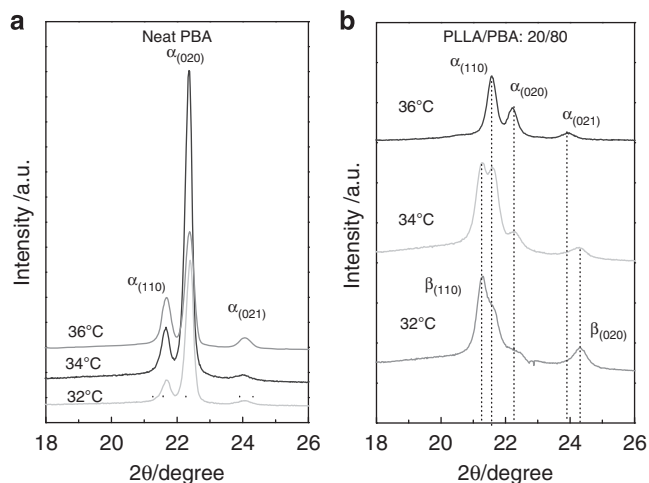 a
Neat PBA
α(020)
α(110)
α(021)
36°C
34°C
32°C
Intensity /a.u.
18 20 22 24 26
2θ/degree
b
PLLA/PBA: 20/80
α(110)
α(020)
α(021)
36°C
34°C
β(110)
32°C
β(020)
Intensity /a.u.
18 20 22 24 26
2θ/degree